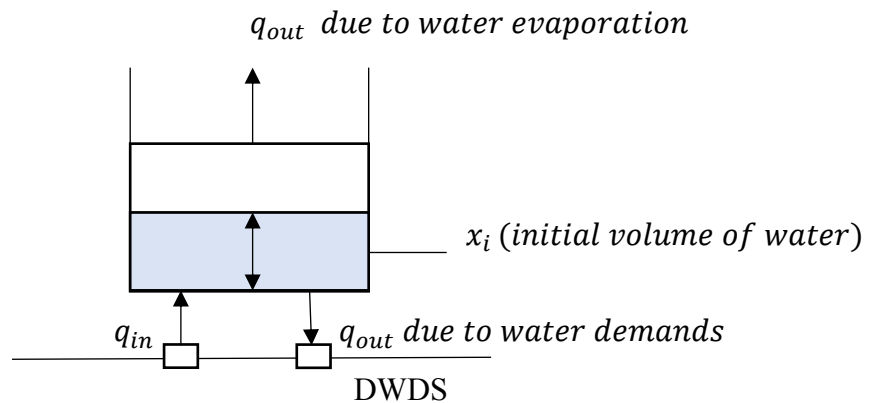 q_out due to water evaporation
x_i (initial volume of water)
q_in
q_out due to water demands
DWDS